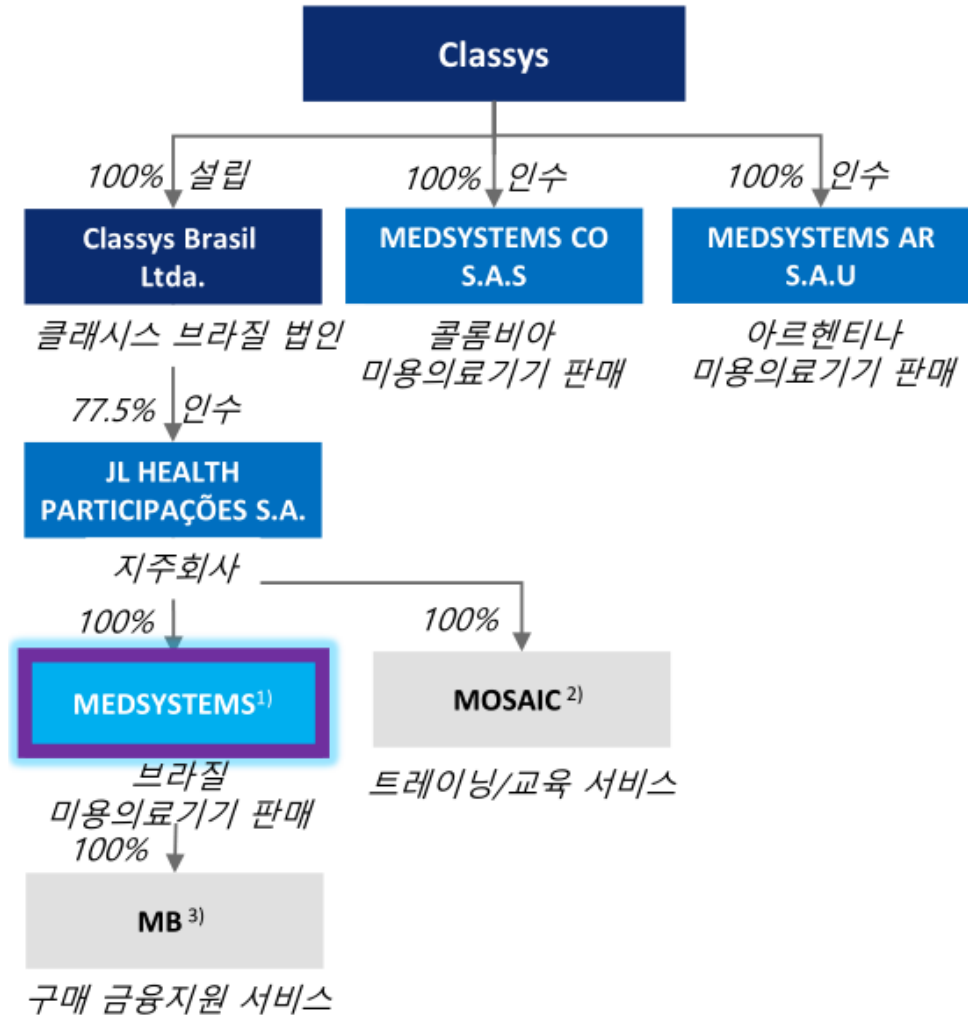 Classys
100% 설립
100% 인수
100% 인수
Classys Brasil
Ltda.
MEDSYSTEMS CO
S.A.S
MEDSYSTEMS AR
S.A.U
클래시스 브라질 법인
콜롬비아
미용의료기기 판매
아르헨티나
미용의료기기 판매
77.5% 인수
JL HEALTH
PARTICIPAÇÕES S.A.
지주회사
100%
100%
MEDSYSTEMS1)
MOSAIC 2)
브라질
미용의료기기 판매
트레이닝/교육 서비스
100%
MB 3)
구매 금융지원 서비스